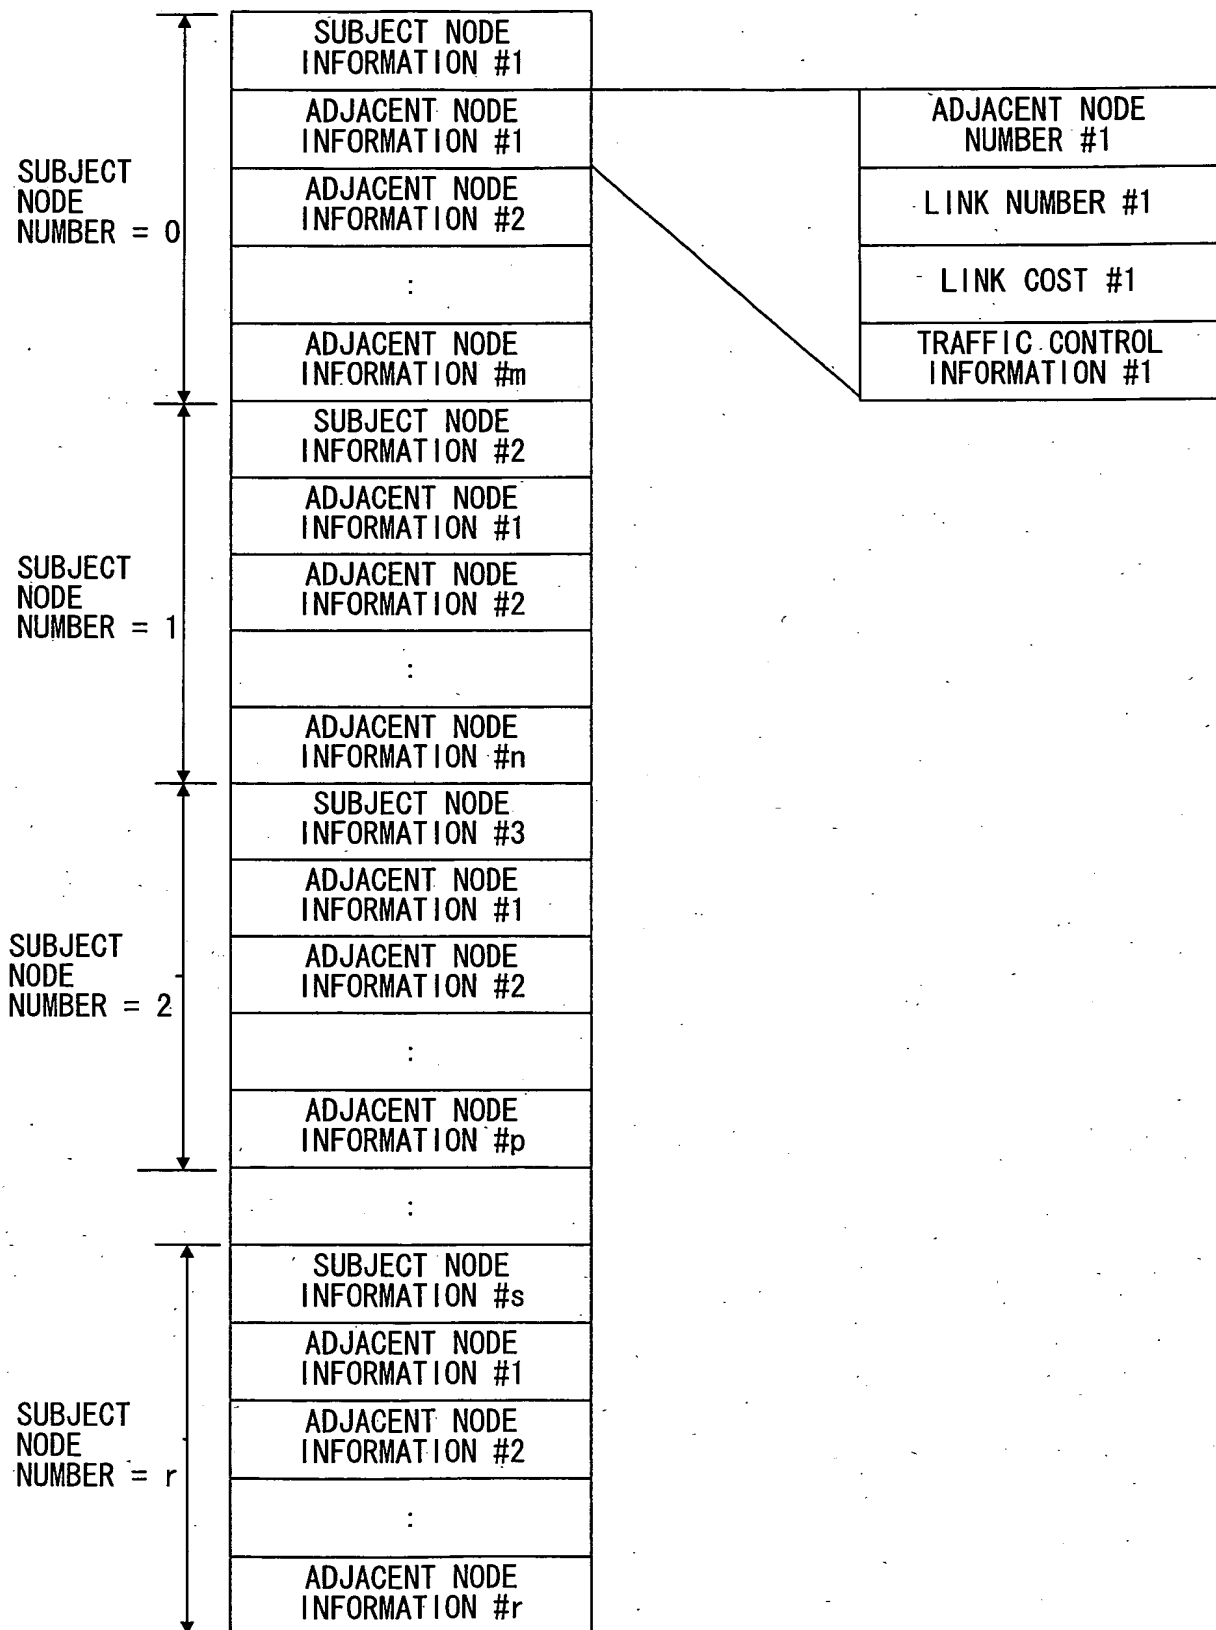 SUBJECT NODE
INFORMATION #1
ADJACENT NODE
INFORMATION #1
ADJACENT NODE
INFORMATION #2
:
ADJACENT NODE
INFORMATION #m
SUBJECT
NODE
NUMBER = 0
ADJACENT NODE
NUMBER #1
LINK NUMBER #1
LINK COST #1
TRAFFIC CONTROL
INFORMATION #1
SUBJECT NODE
INFORMATION #2
ADJACENT NODE
INFORMATION #1
ADJACENT NODE
INFORMATION #2
:
ADJACENT NODE
INFORMATION #n
SUBJECT
NODE
NUMBER = 1
SUBJECT NODE
INFORMATION #3
ADJACENT NODE
INFORMATION #1
ADJACENT NODE
INFORMATION #2
:
ADJACENT NODE
INFORMATION #p
SUBJECT
NODE
NUMBER = 2
:
SUBJECT NODE
INFORMATION #s
ADJACENT NODE
INFORMATION #1
ADJACENT NODE
INFORMATION #2
:
ADJACENT NODE
INFORMATION #r
SUBJECT
NODE
NUMBER = r